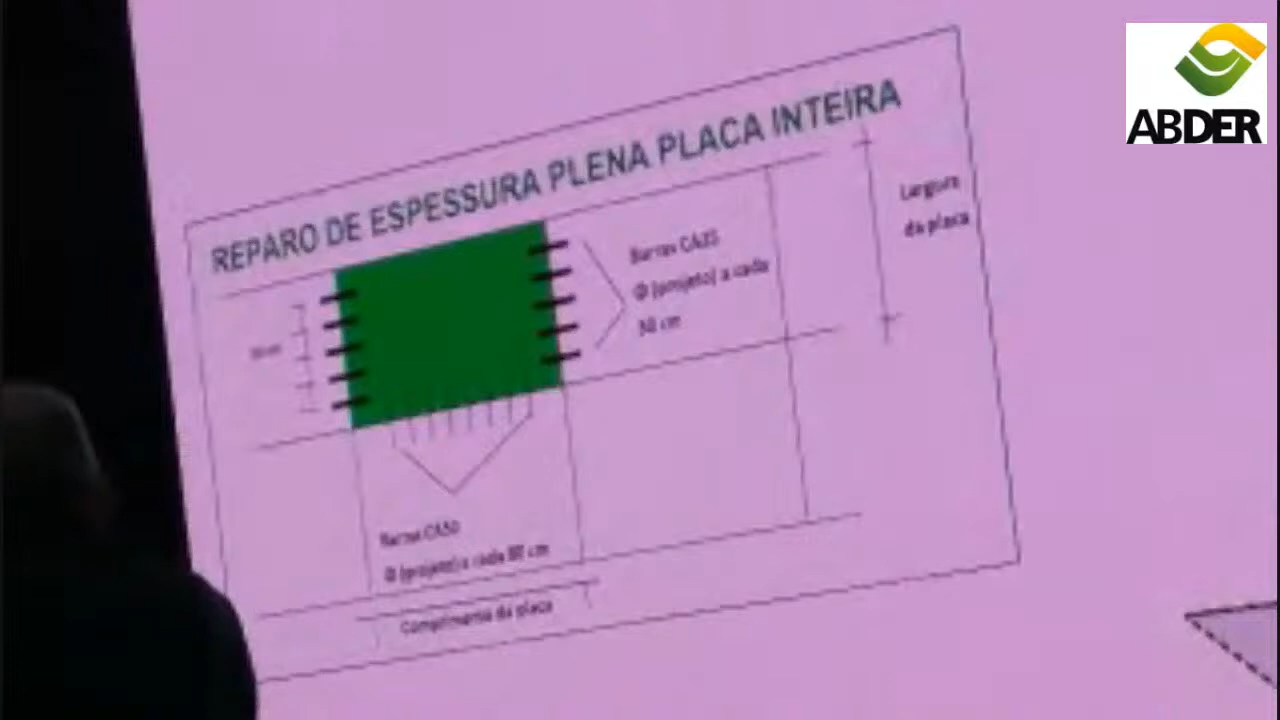 ABDER
REPARO DE ESPESSURA PLENA PLACA INTEIRA
Largura
da placa
Barras CA25
Φ (projeto) a cada
30 cm
Barras CA50
Φ (projeto) a cada 80 cm
Comprimento da placa